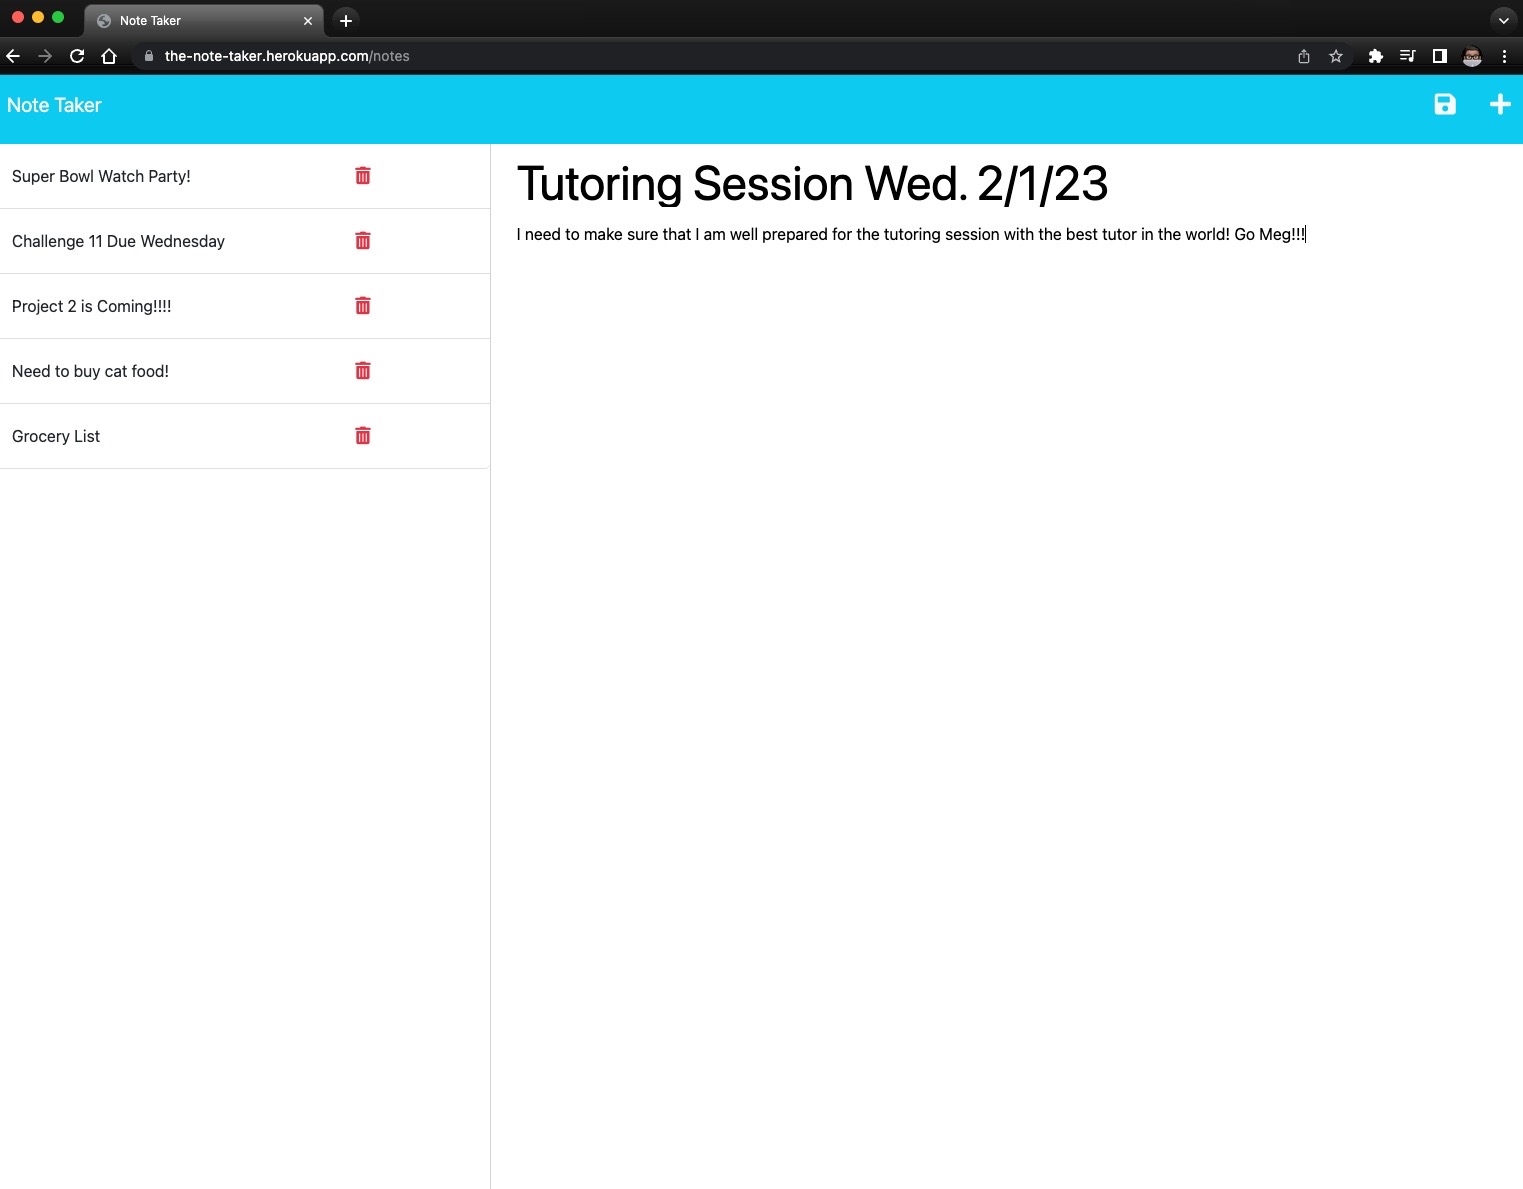 Note Taker
the-note-taker.herokuapp.com/notes
Note Taker
Super Bowl Watch Party!
Challenge 11 Due Wednesday
Project 2 is Coming!!!!
Need to buy cat food!
Grocery List
Tutoring Session Wed. 2/1/23
I need to make sure that I am well prepared for the tutoring session with the best tutor in the world! Go Meg!!!